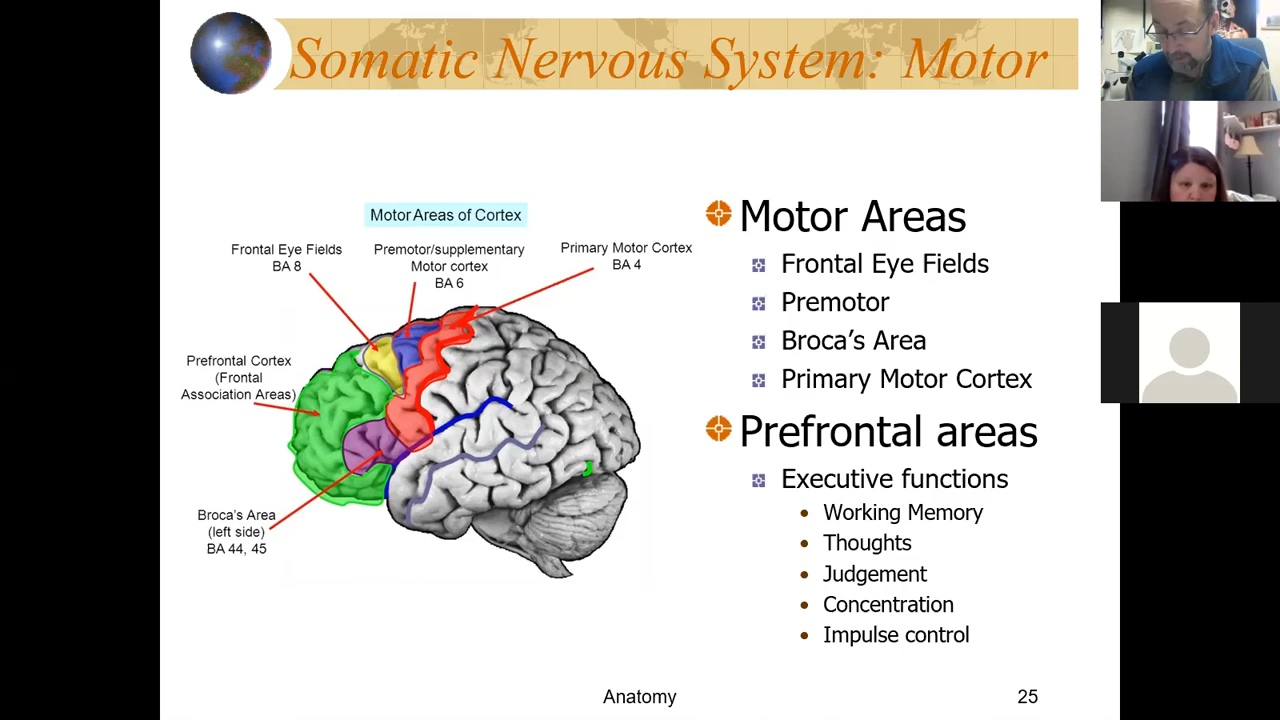 Somatic Nervous System: Motor
Motor Areas of Cortex
Frontal Eye Fields
BA 8
Premotor/supplementary
Motor cortex
BA 6
Primary Motor Cortex
BA 4
Prefrontal Cortex
(Frontal
Association Areas)
Broca's Area
(left side)
BA 44, 45
Motor Areas
Frontal Eye Fields
Premotor
Broca’s Area
Primary Motor Cortex
Prefrontal areas
Executive functions
Working Memory
Thoughts
Judgement
Concentration
Impulse control
Anatomy
25